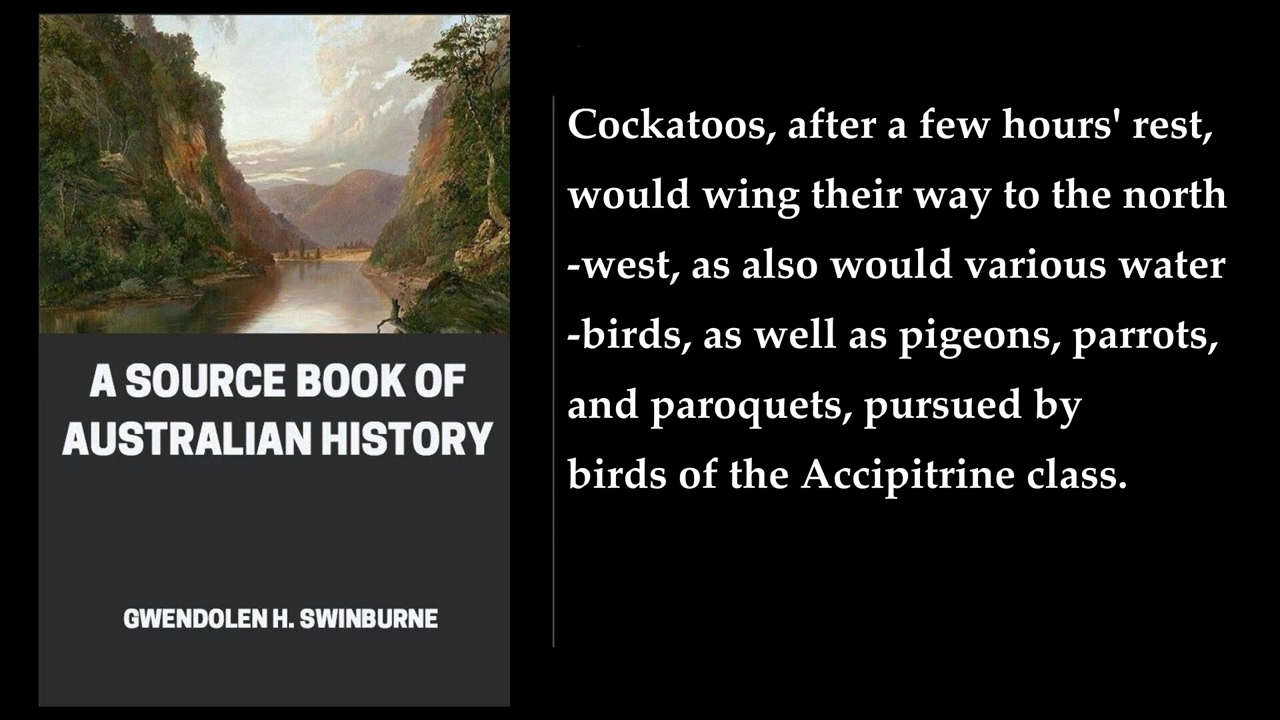 A SOURCE BOOK OF
AUSTRALIAN HISTORY
GWENDOLEN H. SWINBURNE
Cockatoos, after a few hours' rest,
would wing their way to the north
-west, as also would various water
-birds, as well as pigeons, parrots,
and paroquets, pursued by
birds of the Accipitrine class.